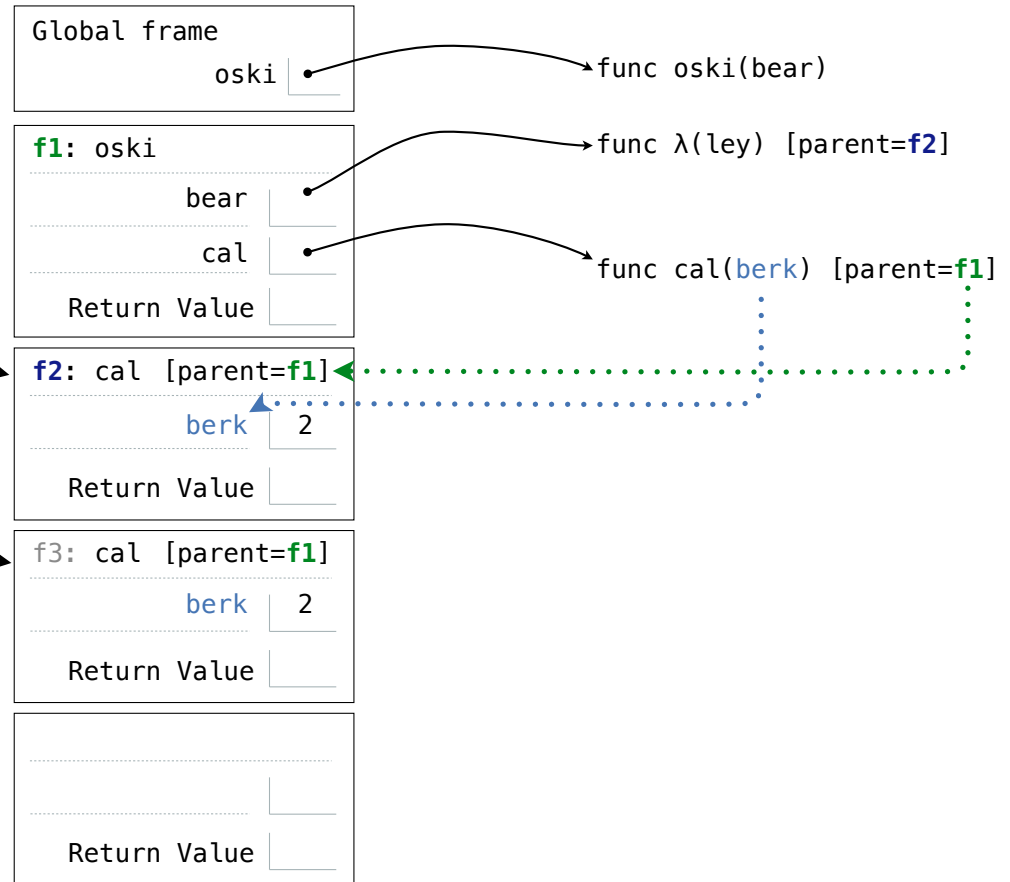 Global frame
oski
func oski(bear)
f1: oski
func λ(ley) [parent=f2]
bear
cal
func cal(berk) [parent=f1]
Return Value
f2: cal [parent=f1]
berk 2
Return Value
f3: cal [parent=f1]
berk 2
Return Value
Return Value